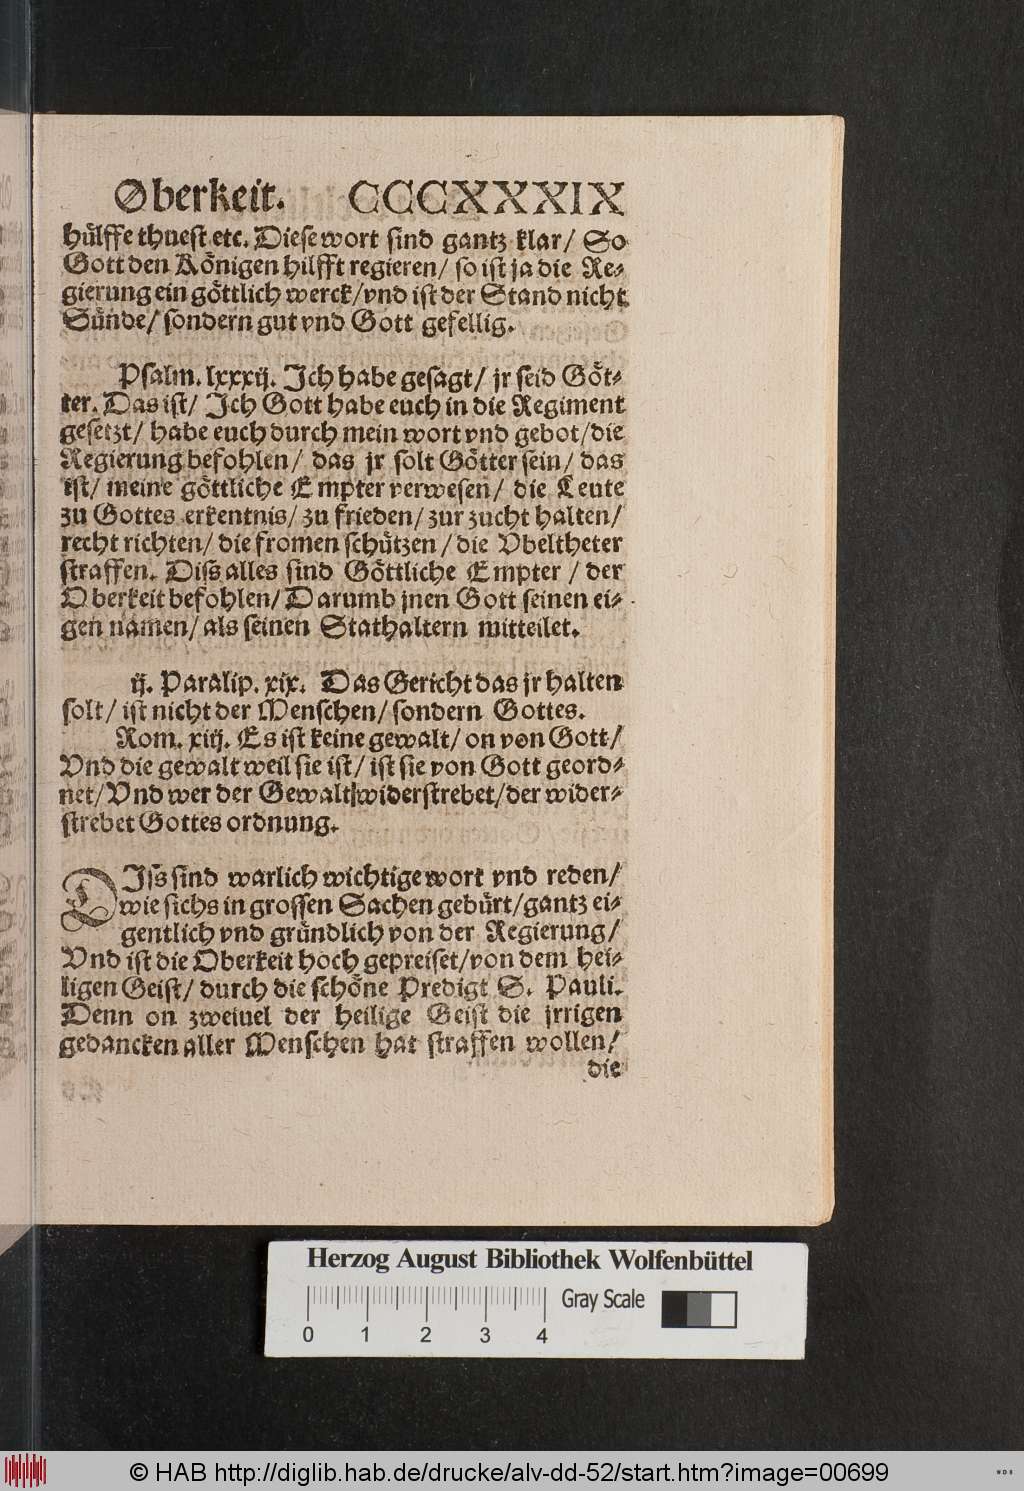 Oberkeit. CCCXXXIX
hülffe thuest etc. Diese wort sind gantz klar/ So
Gott den Königen hilfft regieren/ so ist ja die Re-
gierung ein göttlich werck/ vnd ist der Stand nicht
Sünde/ sondern gut vnd Gott gefellig.
Psalm. lxxxij. Ich habe gesagt/ jr seid Göt-
ter. Das ist/ Ich Gott habe euch in die Regiment
gesetzt/ habe euch durch mein wort vnd gebot/ die
Regierung befohlen/ das jr solt Götter sein/ das
ist/ meine göttliche Empter verwesen/ die Leute
zu Gottes erkentnis/ zu frieden/ zur zucht halten/
recht richten/ die fromen schützen/ die Vbeltheter
straffen. Diss alles sind Göttliche Empter/ der
Oberkeit befohlen/ Darumb jnen Gott seinen ei-
gen namen/ als seinen Stathaltern mitteilet.
ij. Paralip. xix. Das Gericht das jr halten
solt/ ist nicht der Menschen/ sondern Gottes.
Rom. xiij. Es ist keine gewalt/ on von Gott/
Vnd die gewalt weil sie ist/ ist sie von Gott geord-
net/ Vnd wer der Gewalt widerstrebet/ der wider-
strebet Gottes ordnung.
DIss sind warlich wichtige wort vnd reden/
wie sichs in grossen Sachen gebürt/ gantz ei-
gentlich vnd gründlich von der Regierung/
Vnd ist die Oberkeit hoch gepreiset/ von dem hei-
ligen Geist/ durch die schöne Predigt S. Pauli.
Denn on zweiuel der heilige Geist die jrrigen
gedancken aller Menschen hat straffen wollen/
die
Herzog August Bibliothek Wolfenbüttel
0 1 2 3 4 Gray Scale
© HAB http://diglib.hab.de/drucke/alv-dd-52/start.htm?image=00699